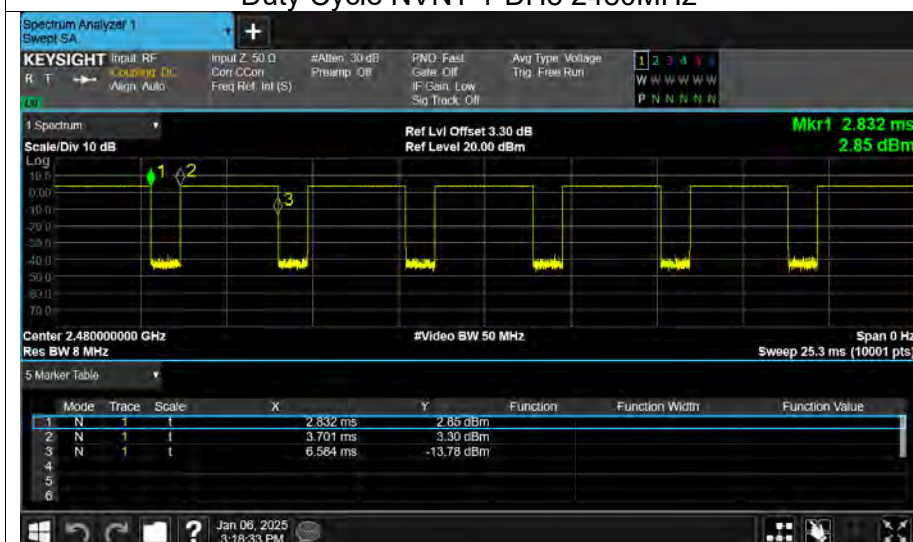 Duty Cycle NVNT 1-DH5 2480MHz
Spectrum Analyzer 1
Swept SA
+
KEYSIGHT Input: RF Input Z: 50 Ω #Atten: 30 dB PNO: Fast Avg Type: Voltage 1 2 3 4 5 6
R T Coupling: DC Corr CCorr Preamp: Off Gate: Off Trig: Free Run W W W W W W
Align: Auto Freq Ref: Int (S) IF Gain: Low P N N N N N
Sig Track: Off
1 Spectrum Ref Lvl Offset 3.30 dB Mkr1 2.832 ms
Scale/Div 10 dB Ref Level 20.00 dBm 2.85 dBm
Log
10.0
0.00
-10.0
-20.0
-30.0
-40.0
-50.0
-60.0
-70.0
1
2
3
Center 2.480000000 GHz #Video BW 50 MHz Span 0 Hz
Res BW 8 MHz Sweep 25.3 ms (10001 pts)
5 Marker Table
Mode Trace Scale X Y Function Function Width Function Value
1 N 1 t 2.832 ms 2.85 dBm
2 N 1 t 3.701 ms 3.30 dBm
3 N 1 t 6.584 ms -13.78 dBm
4
5
6
? Jan 06, 2025
3:18:33 PM